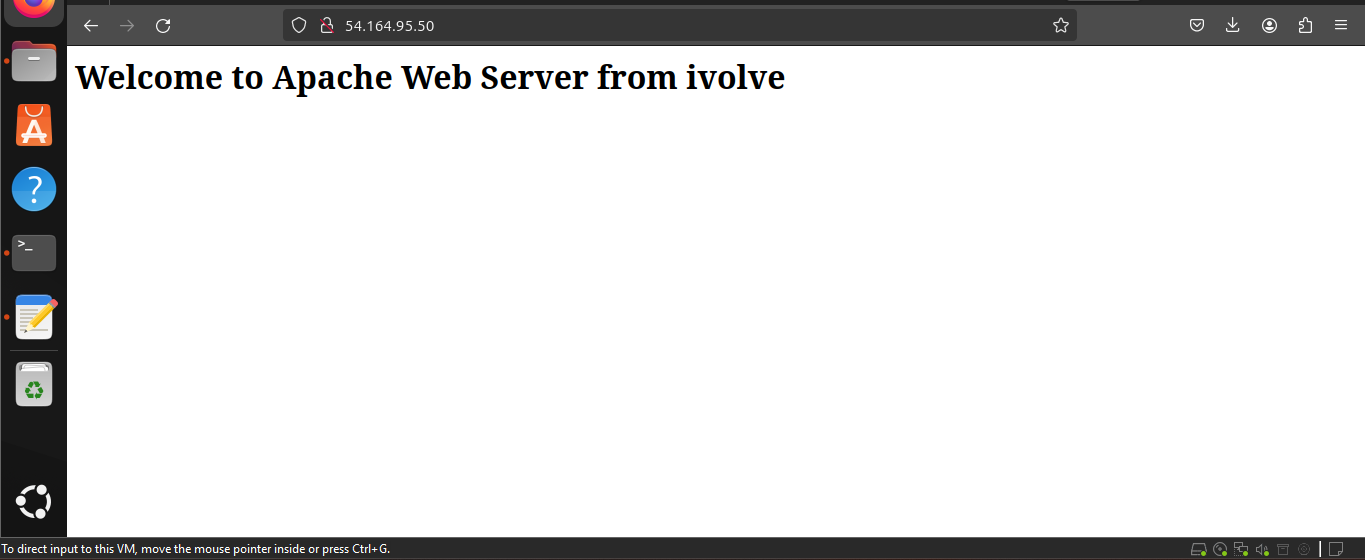 54.164.95.50
Welcome to Apache Web Server from ivolve
A
?
>_
To direct input to this VM, move the mouse pointer inside or press Ctrl+G.